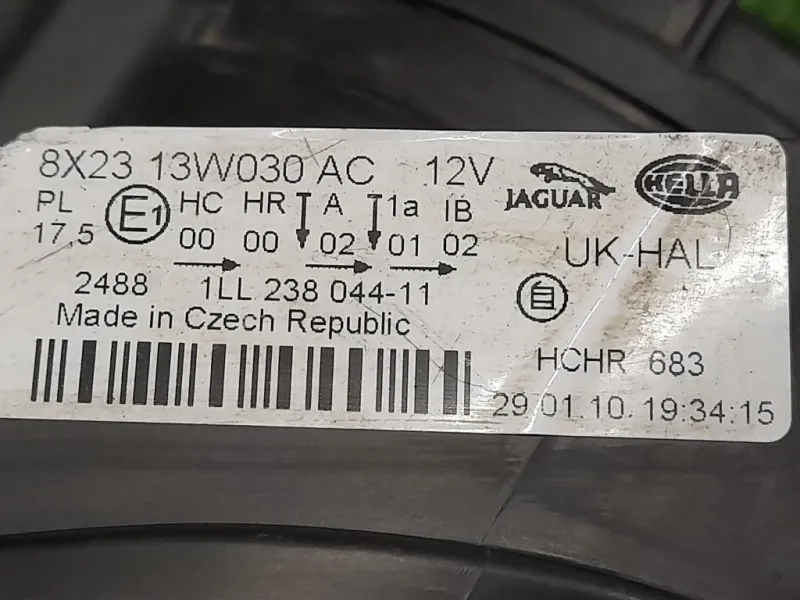 8X23 13W030 AC 12V JAGUAR HELLA
PL E1 HC HR A 1a IB
17,5 00 00 02 01 02 UK-HAL
2488 1LL 238 044-11 自
Made in Czech Republic
HCHR 683
29.01.10. 19:34:15